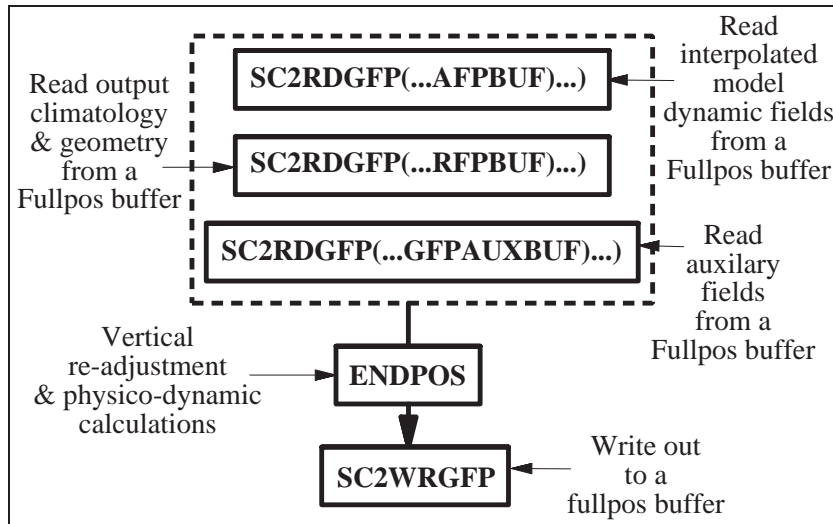 Read
interpolated
model
dynamic fields
from a
Fullpos buffer
SC2RDGFP(...AFPBUF)...)
Read output
climatology
& geometry
from a
Fullpos buffer
SC2RDGFP(...RFPBUF)...)
SC2RDGFP(...GFPAUXBUF)...)
Read
auxilary
fields
from a
Fullpos buffer
Vertical
re-adjustment
& physico-dynamic
calculations
ENDPOS
SC2WRGFP
Write out
to a
fullpos buffer